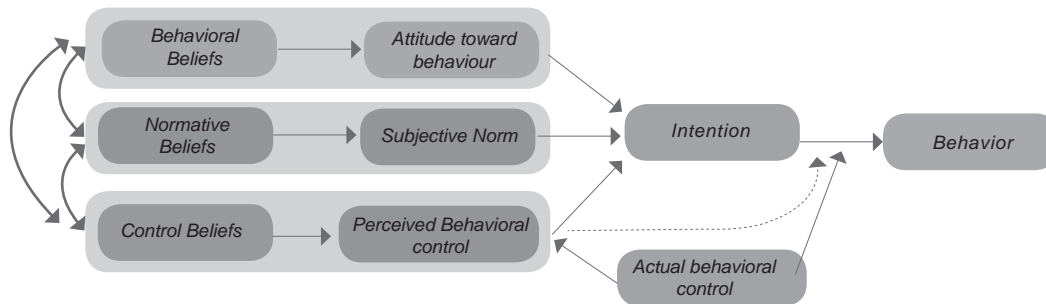 Behavioral
Beliefs
Attitude toward
behaviour
Normative
Beliefs
Subjective Norm
Control Beliefs
Perceived Behavioral
control
Intention
Behavior
Actual behavioral
control